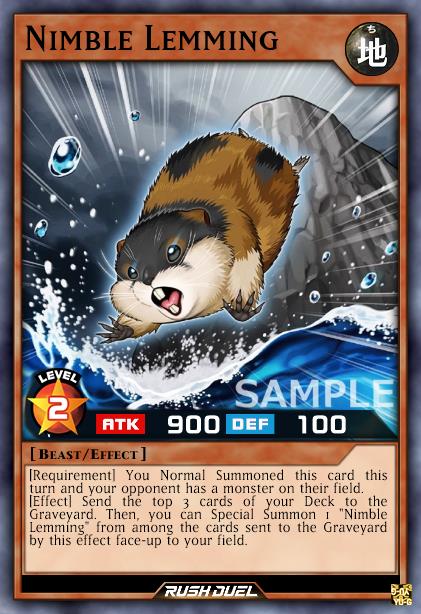 Nimble Lemming
ち
地
LEVEL
2
ATK 900 DEF 100
SAMPLE
[Beast/Effect]
[Requirement] You Normal Summoned this card this
turn and your opponent has a monster on their field.
[Effect] Send the top 3 cards of your Deck to the
Graveyard. Then, you can Special Summon 1 "Nimble
Lemming" from among the cards sent to the Graveyard
by this effect face-up to your field.
RUSH DUEL